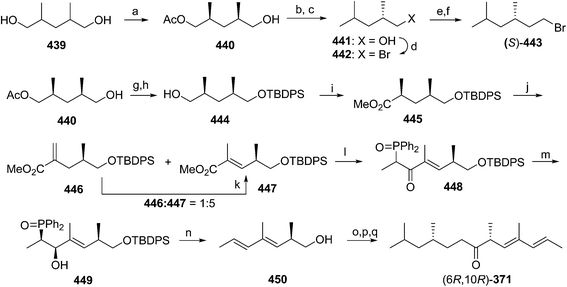 HO OH a AcO OH b, c X e,f Br
439 440 441: X = OH (S)-443
442: X = Br d
AcO OH g,h HO OTBDPS i MeO₂C OTBDPS j
440 444 445
MeO₂C OTBDPS + MeO₂C OTBDPS l O=PPh₂ O OTBDPS m
446 k 447 448
446:447 = 1:5
O=PPh₂ OTBDPS OH n OH o,p,q O
449 450 (6R,10R)-371